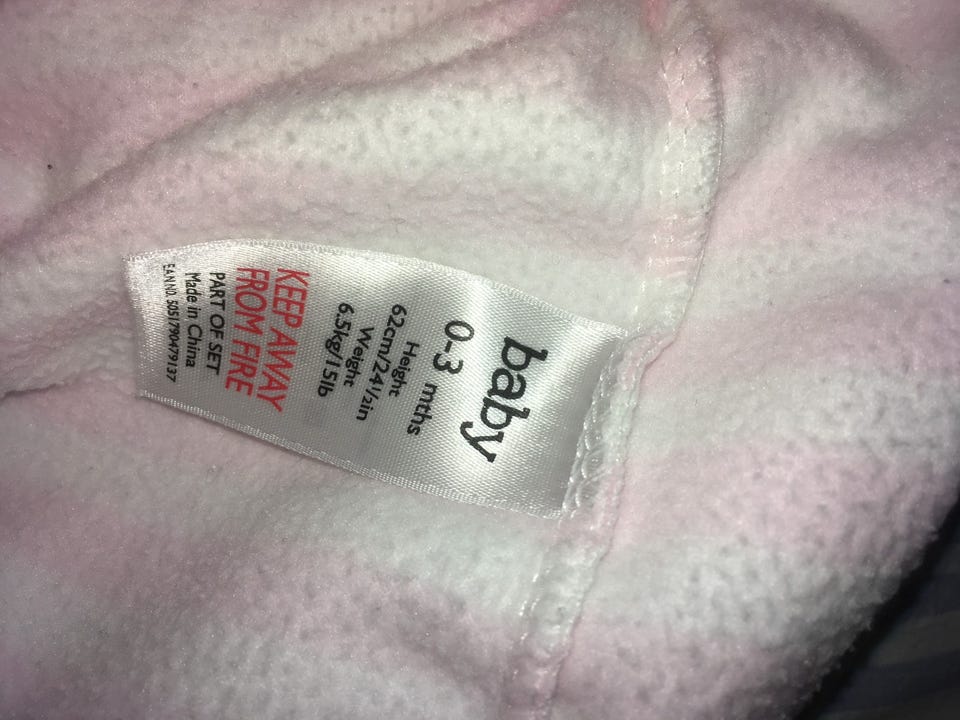 baby
0-3 mths
Height
62cm/24½in
Weight
6.5kg/15lb
KEEP AWAY
FROM FIRE
PART OF SET
Made in China
EAN NO. 5051790479137